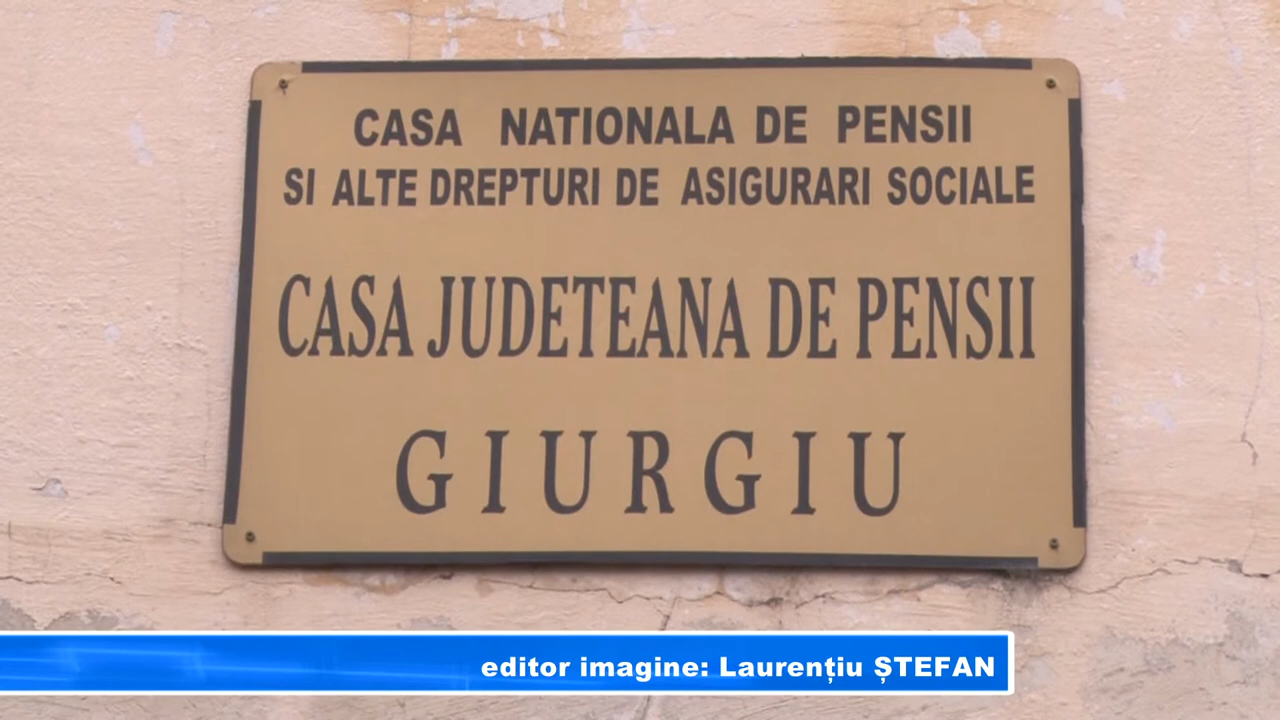 CASA NATIONALA DE PENSII
SI ALTE DREPTURI DE ASIGURARI SOCIALE
CASA JUDETEANA DE PENSII
GIURGIU
editor imagine: Laurențiu ȘTEFAN